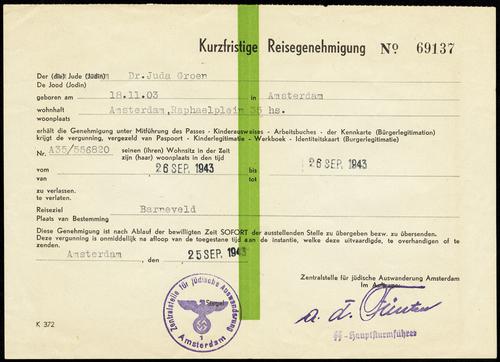 Kurzfristige Reisegenehmigung No 69137
Der (die) Jude (Jüdin) Dr.Juda Groen
De Jood (Jodin)
geboren am 18.11.03 in Amsterdam
wohnhaft Amsterdam,Raphaelplein 35 hs.
woonplaats
erhält die Genehmigung unter Mitführung des Passes - Kinderausweises - Arbeitsbuches - der Kennkarte (Bürgerlegitimation)
krijgt de vergunning, vergezeld van Paspoort - Kinderlegitimatie - Werkboek - Identiteitskaart (Burgerlegitimatie)
Nr. A35/556820 seinen (ihren) Wohnsitz in der Zeit
zijn (haar) woonplaats in den tijd
vom 26 SEP. 1943 bis 26 SEP. 1943
van tot
zu verlassen.
te verlaten.
Reiseziel Barneveld
Plaats van Bestemming
Diese Genehmigung ist nach Ablauf der bewilligten Zeit SOFORT der ausstellenden Stelle zu übergeben bezw. zu übersenden.
Deze vergunning is onmiddellijk na afloop van de toegestane tijd aan de instantie, welke deze uitvaardigde, te overhandigen of te
zenden.
Amsterdam, den 25 SEP. 1943
Zentralstelle für jüdische Auswanderung Amsterdam
Im Auftrage:
Zentralstelle für jüdische Auswanderung
Stempel
1
Amsterdam
ᛋᛋ-Hauptsturmführer
K 372